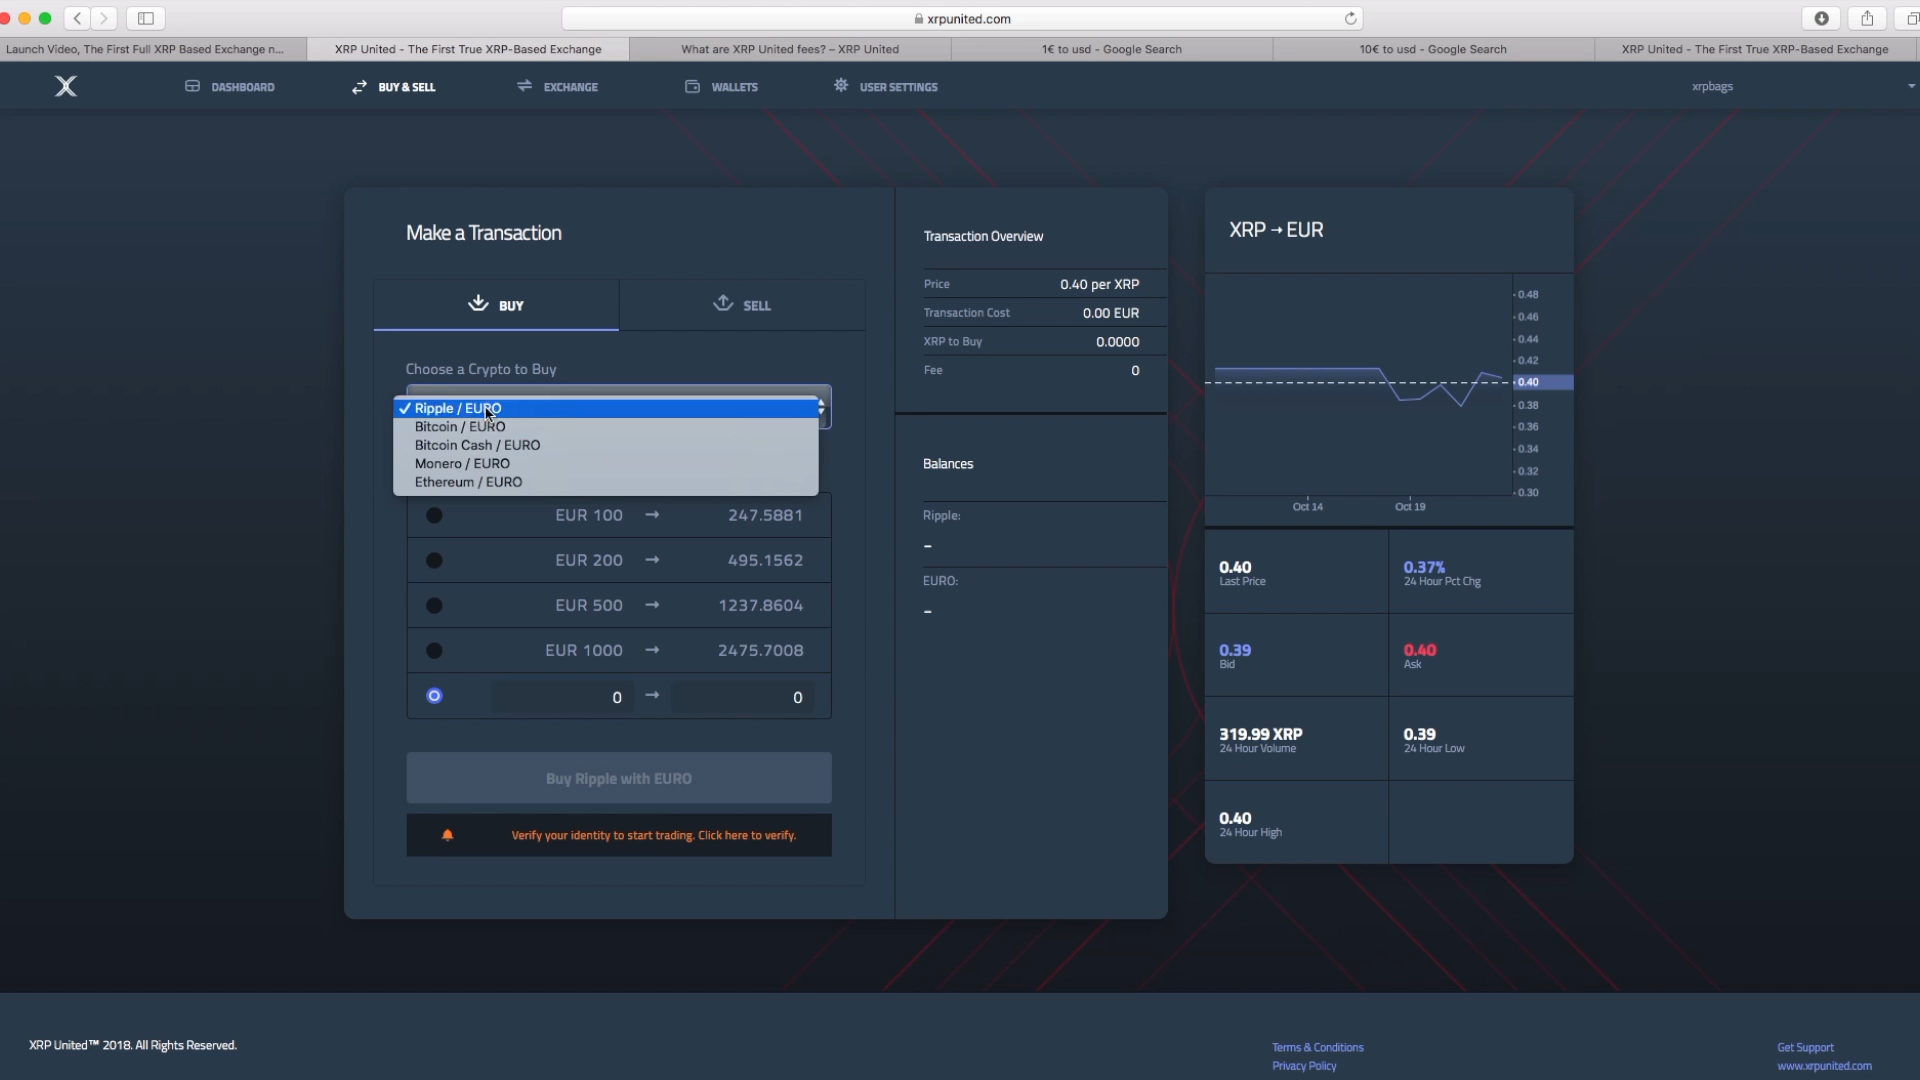 xrpunited.com
Launch Video, The First Full XRP Based Exchange n...
XRP United - The First True XRP-Based Exchange
What are XRP United fees? – XRP United
1€ to usd - Google Search
10€ to usd - Google Search
XRP United - The First True XRP-Based Exchange
DASHBOARD
BUY & SELL
EXCHANGE
WALLETS
USER SETTINGS
xrpbags
Make a Transaction
BUY
SELL
Choose a Crypto to Buy
✓ Ripple / EURO
Bitcoin / EURO
Bitcoin Cash / EURO
Monero / EURO
Ethereum / EURO
EUR 100 → 247.5881
EUR 200 → 495.1562
EUR 500 → 1237.8604
EUR 1000 → 2475.7008
0 → 0
Buy Ripple with EURO
Verify your identity to start trading. Click here to verify.
Transaction Overview
Price 0.40 per XRP
Transaction Cost 0.00 EUR
XRP to Buy 0.0000
Fee 0
Balances
Ripple:
–
EURO:
–
XRP → EUR
0.48
0.46
0.44
0.42
0.40
0.38
0.36
0.34
0.32
0.30
Oct 14
Oct 19
0.40
Last Price
0.37%
24 Hour Pct Chg
0.39
Bid
0.40
Ask
319.99 XRP
24 Hour Volume
0.39
24 Hour Low
0.40
24 Hour High
XRP United™ 2018. All Rights Reserved.
Terms & Conditions
Privacy Policy
Get Support
www.xrpunited.com